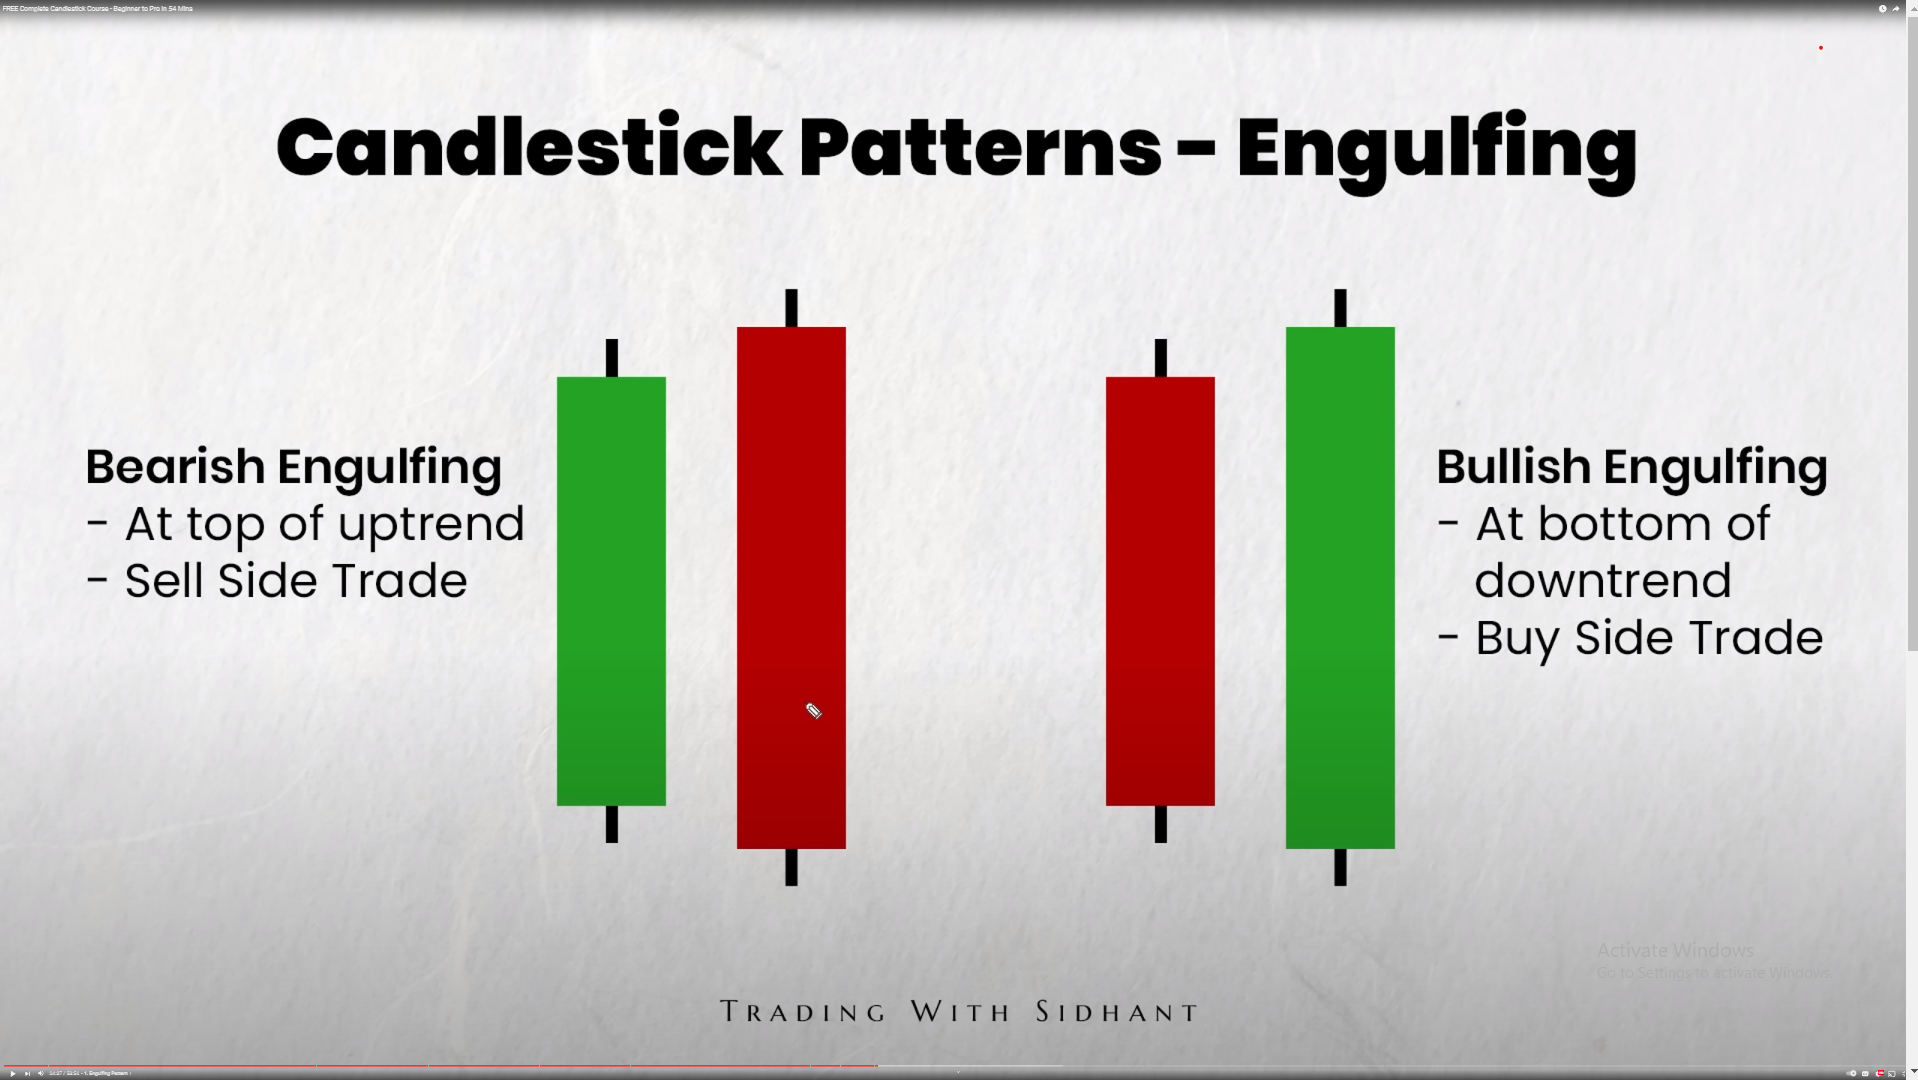 FREE Complete Candlestick Course - Beginner to Pro in 54 Mins
Candlestick Patterns - Engulfing
Bearish Engulfing
- At top of uptrend
- Sell Side Trade
Bullish Engulfing
- At bottom of
downtrend
- Buy Side Trade
Activate Windows
Go to Settings to activate Windows.
TRADING WITH SIDHANT
1. Engulfing Pattern